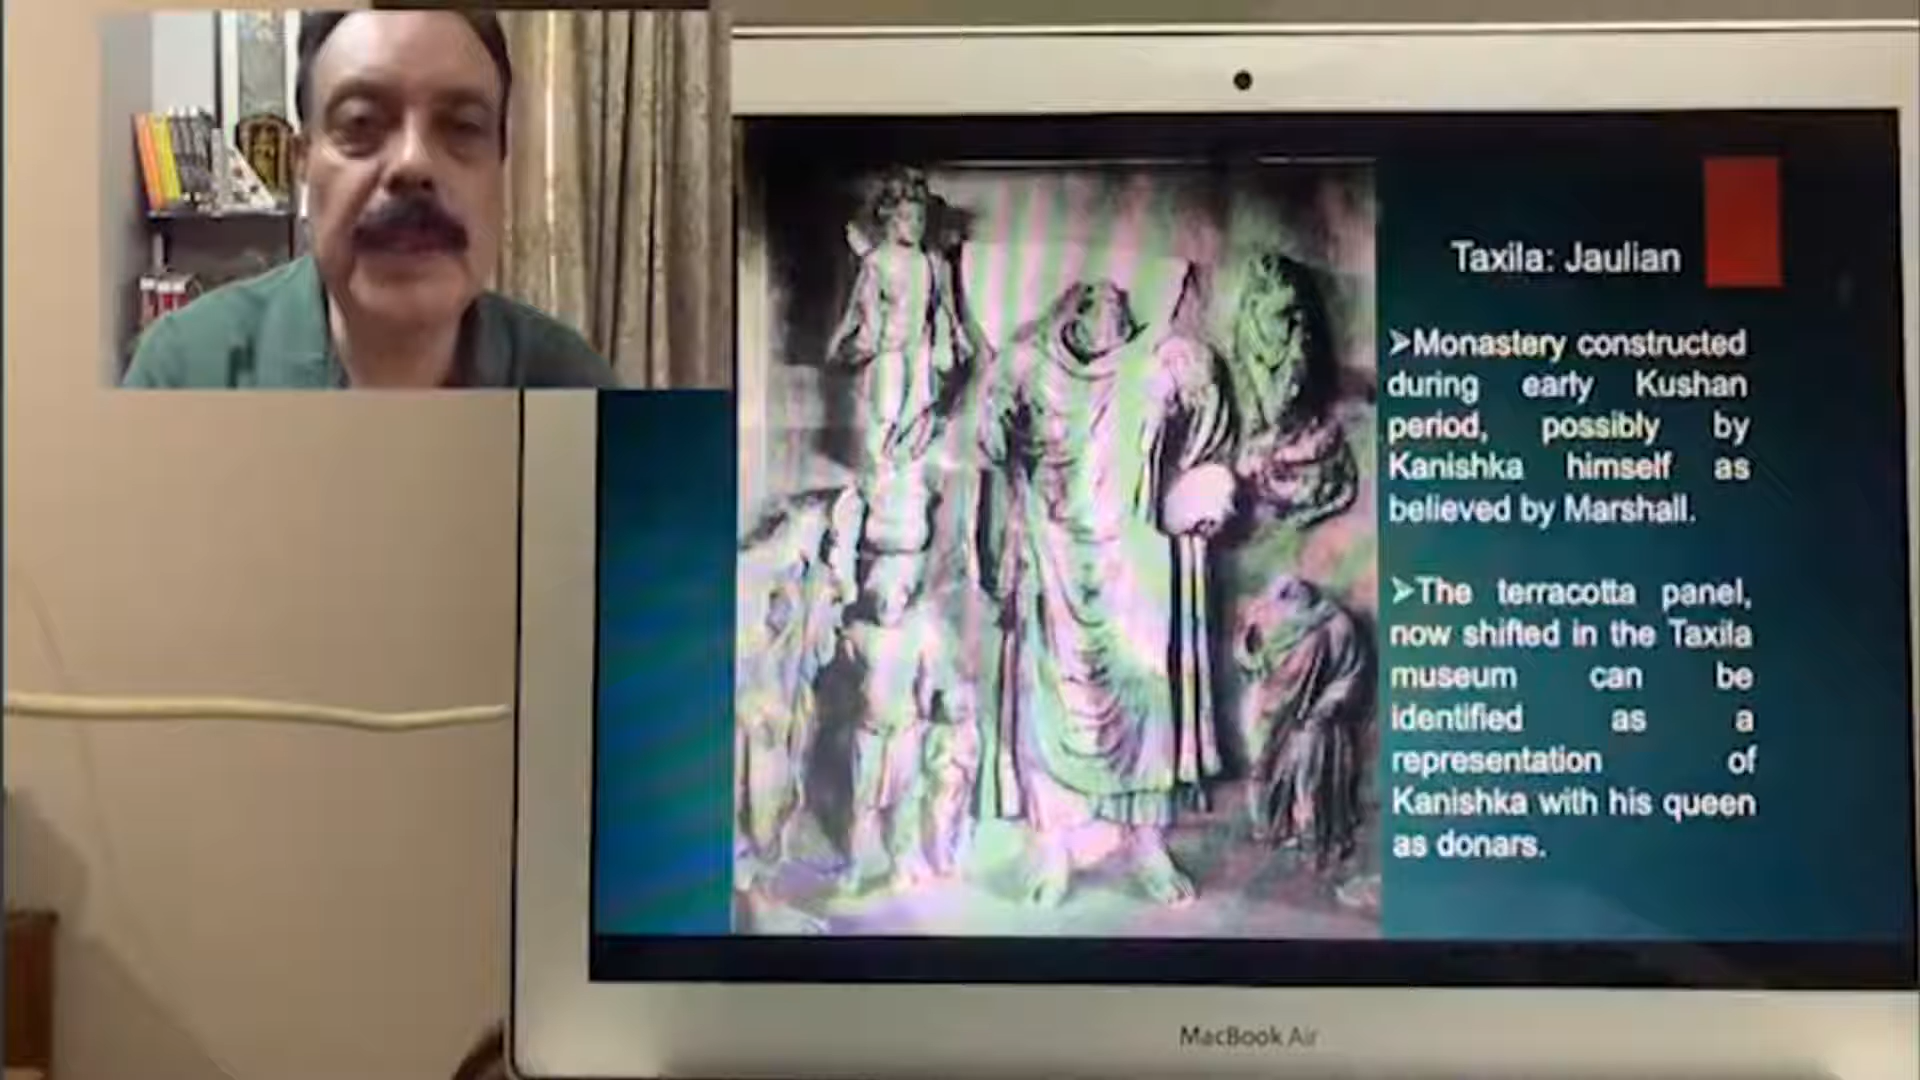 Taxila: Jaulian
➢Monastery constructed
during early Kushan
period, possibly by
Kanishka himself as
believed by Marshall.
➢The terracotta panel,
now shifted in the Taxila
museum can be
identified as a
representation of
Kanishka with his queen
as donars.
MacBook Air